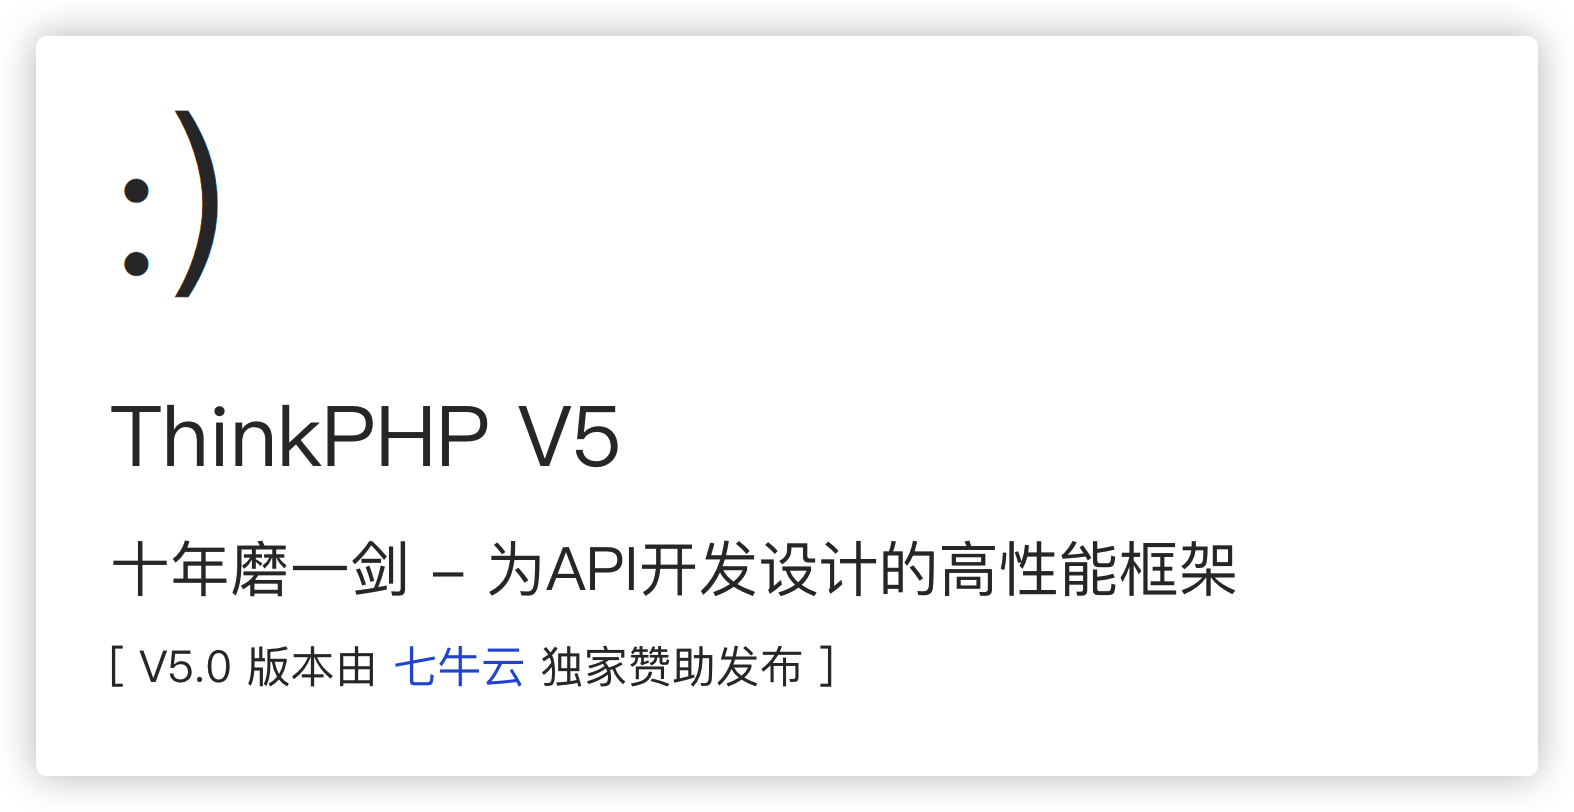 :)
ThinkPHP V5
十年磨一剑 - 为API开发设计的高性能框架
[ V5.0 版本由 七牛云 独家赞助发布 ]